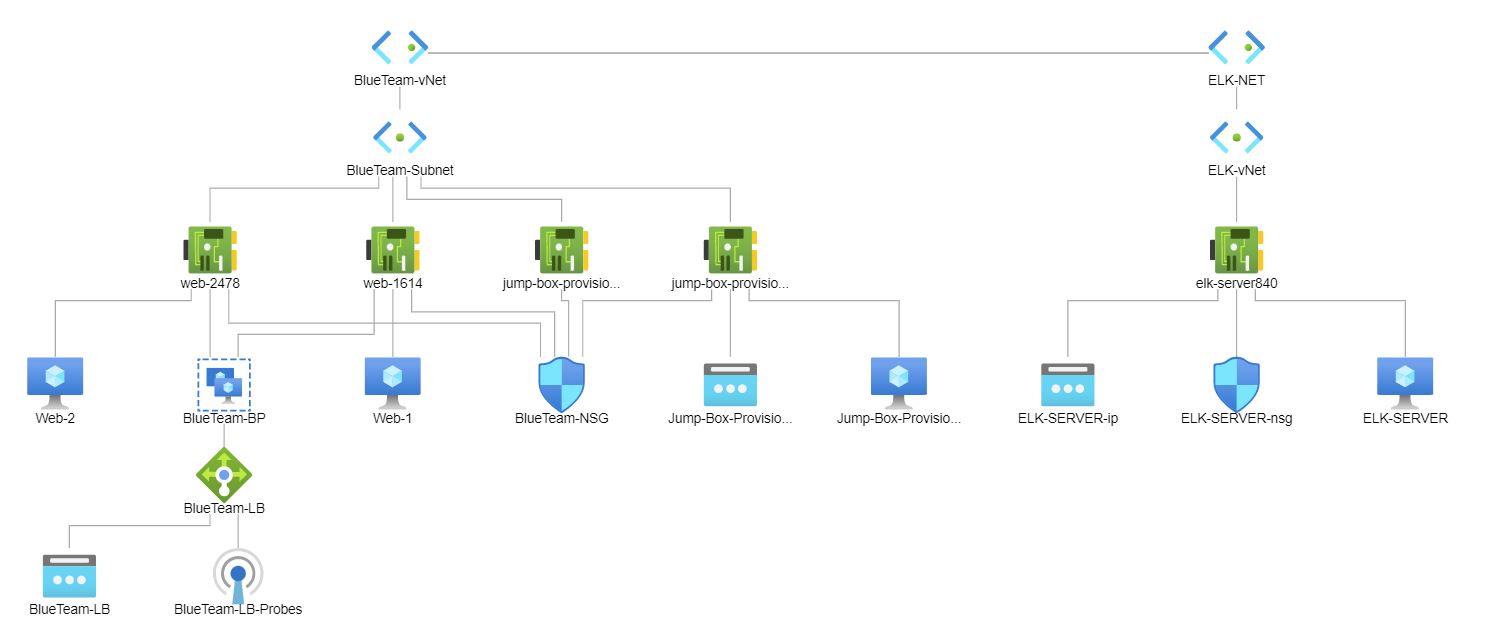 BlueTeam-vNet
ELK-NET
BlueTeam-Subnet
ELK-vNet
web-2478
web-1614
jump-box-provisio...
jump-box-provisio...
elk-server840
Web-2
BlueTeam-BP
Web-1
BlueTeam-NSG
Jump-Box-Provisio...
Jump-Box-Provisio...
ELK-SERVER-ip
ELK-SERVER-nsg
ELK-SERVER
BlueTeam-LB
BlueTeam-LB
BlueTeam-LB-Probes